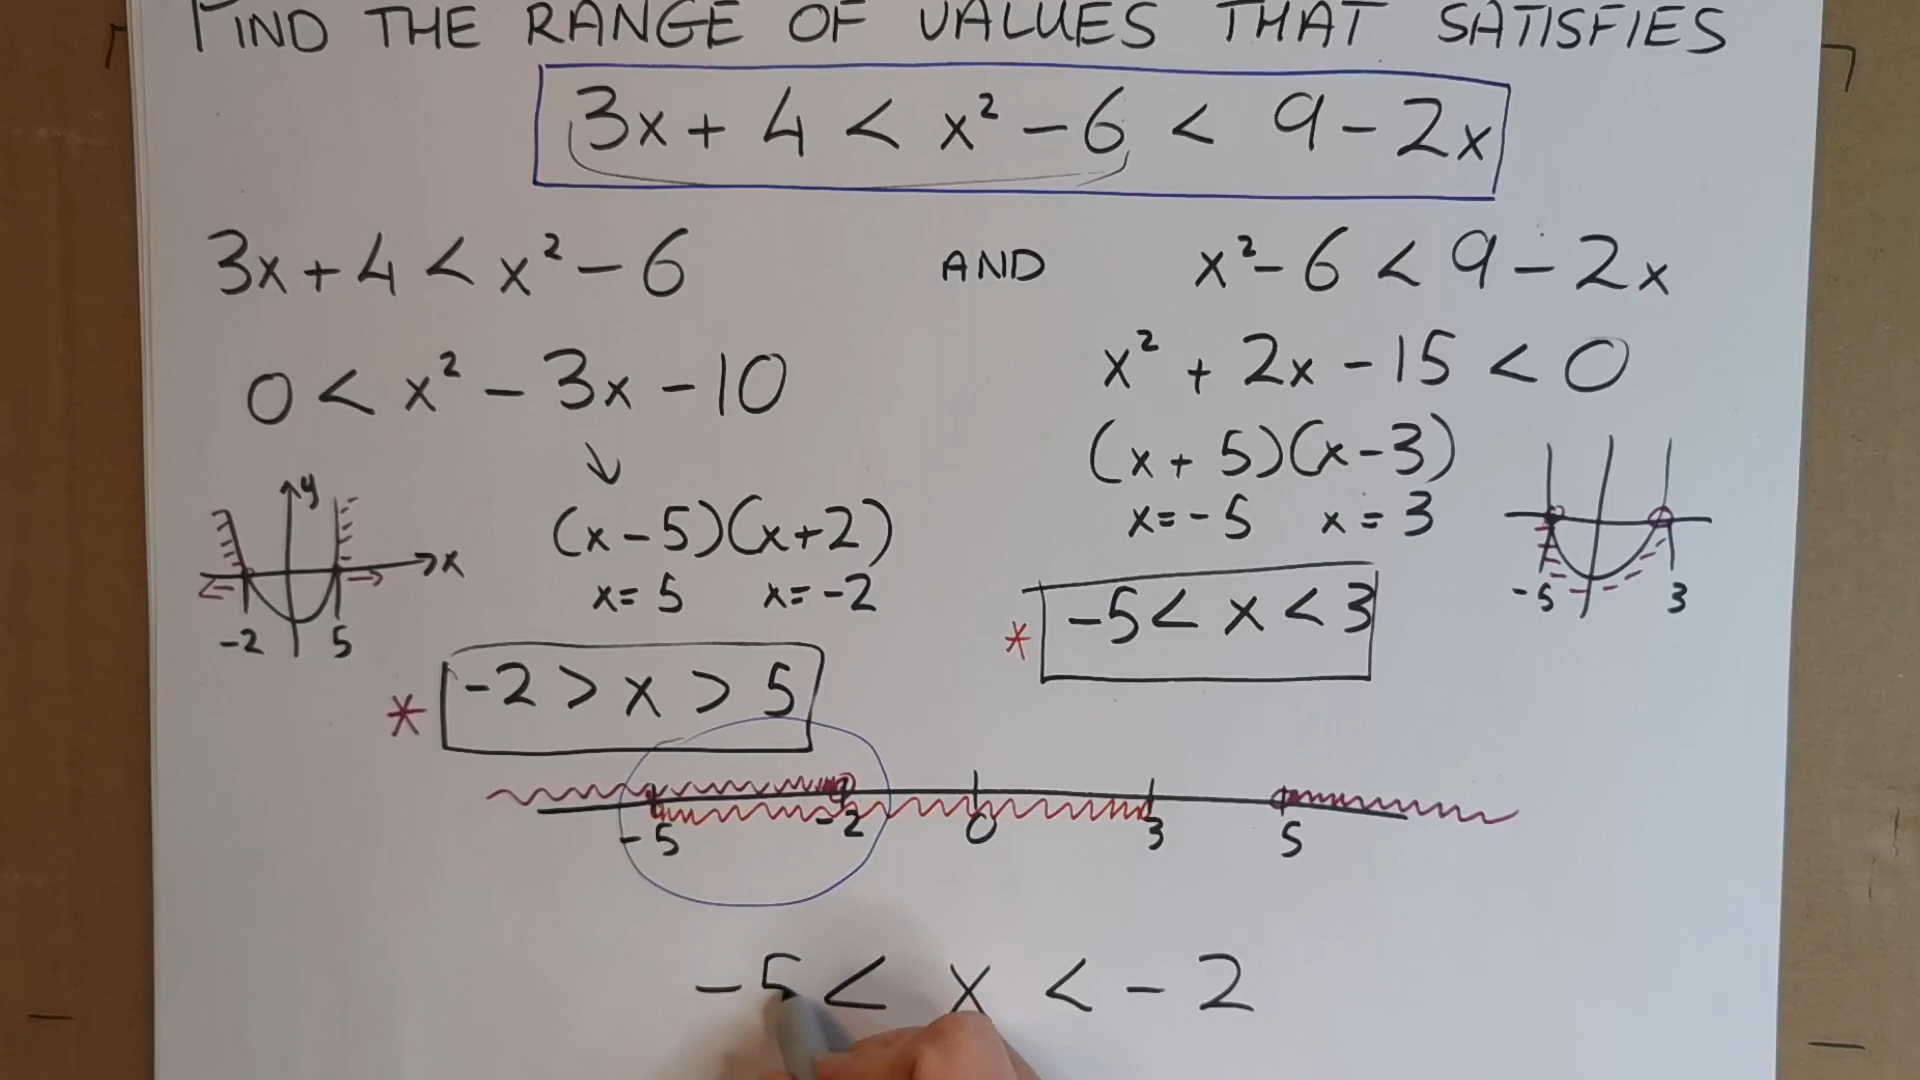 FIND THE RANGE OF VALUES THAT SATISFIES
3x + 4 < x² - 6 < 9 - 2x
3x + 4 < x² - 6 AND x² - 6 < 9 - 2x
0 < x² - 3x - 10
x² + 2x - 15 < 0
(x - 5)(x + 2)
(x + 5)(x - 3)
x = 5 x = -2
x = -5 x = 3
y
x
-2 5
-5 3
* -2 > x > 5
* -5 < x < 3
-5 -2 0 3 5
-5 < x < -2